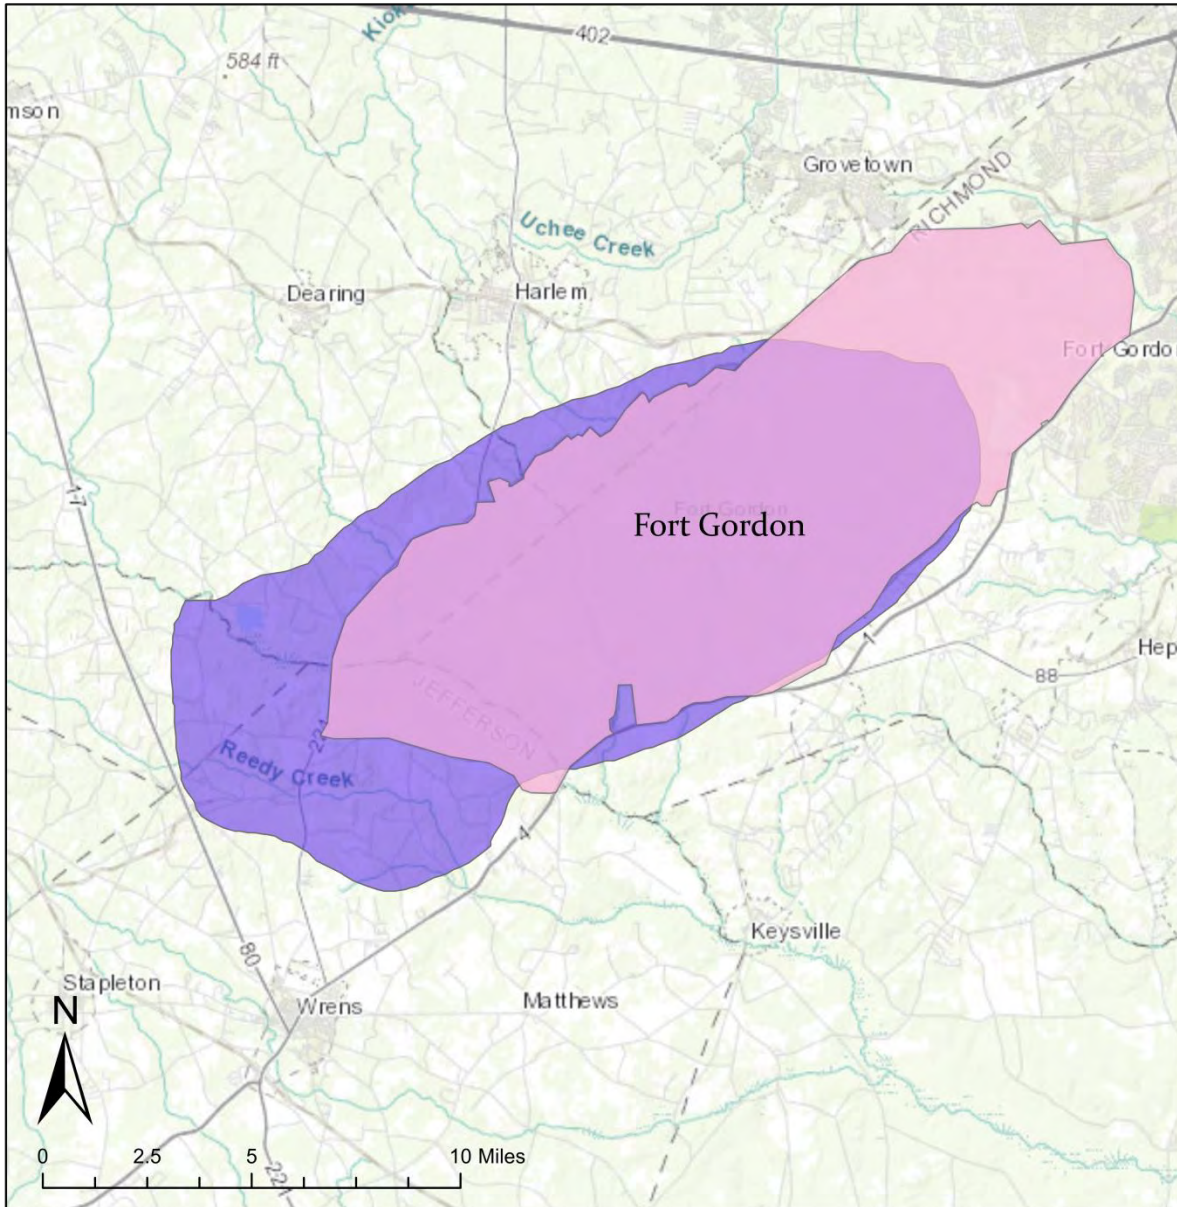 Kiok
402
584 ft
mson
Grovetown
RICHMOND
Uchee Creek
Dearing
Harlem
Fort Gordo
17
Fort Gordon
Fort Gordon
1
Hep
88
JEFFERSON
221
Reedy Creek
4
Keysville
80
Stapleton
Matthews
Wrens
N
0 2.5 5 10 Miles
221